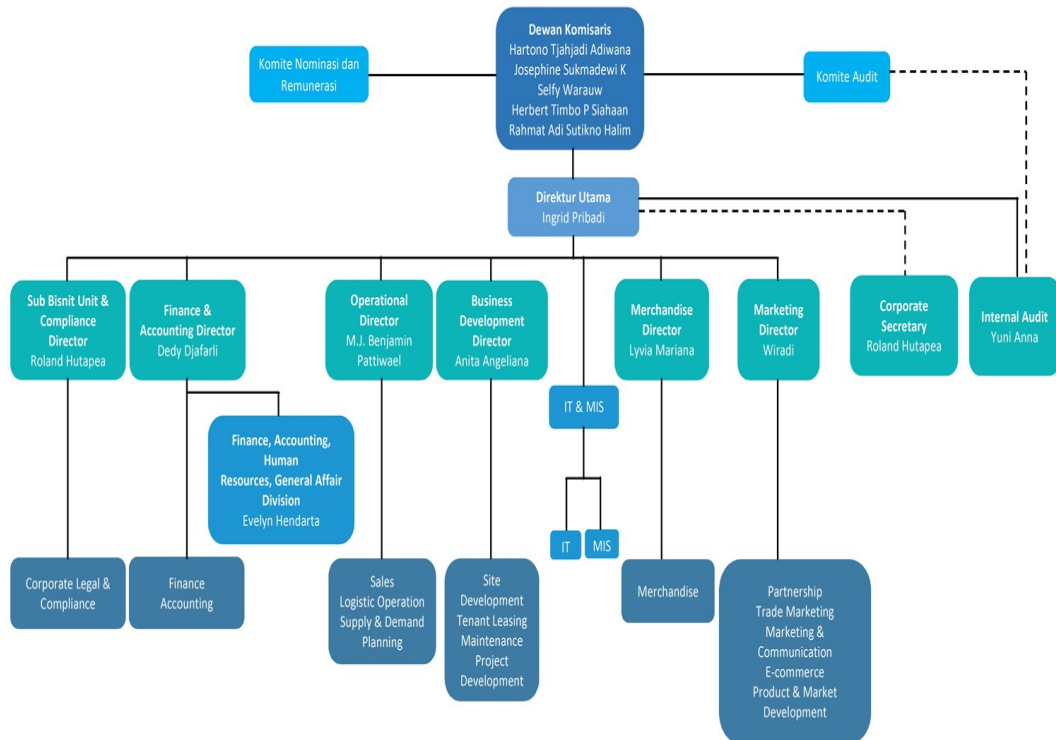 Dewan Komisaris
Hartono Tjahjadi Adiwana
Josephine Sukmadewi K
Selfy Warauw
Herbert Timbo P Siahaan
Rahmat Adi Sutikno Halim
Komite Nominasi dan
Remunerasi
Komite Audit
Direktur Utama
Ingrid Pribadi
Sub Bisnit Unit &
Compliance
Director
Roland Hutapea
Finance &
Accounting Director
Dedy Djafarli
Operational
Director
M.J. Benjamin
Pattiwael
Business
Development
Director
Anita Angeliana
Merchandise
Director
Lyvia Mariana
Marketing
Director
Wiradi
Corporate
Secretary
Roland Hutapea
Internal Audit
Yuni Anna
IT & MIS
Finance, Accounting,
Human
Resources, General Affair
Division
Evelyn Hendarta
IT
MIS
Corporate Legal &
Compliance
Finance
Accounting
Sales
Logistic Operation
Supply & Demand
Planning
Site
Development
Tenant Leasing
Maintenance
Project
Development
Merchandise
Partnership
Trade Marketing
Marketing &
Communication
E-commerce
Product & Market
Development